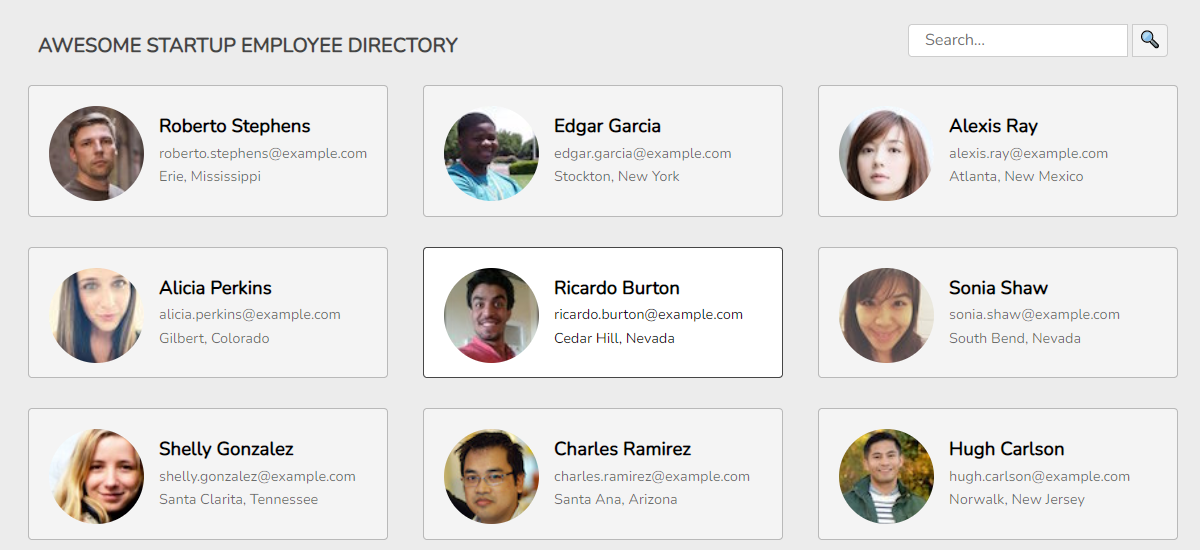 AWESOME STARTUP EMPLOYEE DIRECTORY
Search...
Roberto Stephens
roberto.stephens@example.com
Erie, Mississippi
Edgar Garcia
edgar.garcia@example.com
Stockton, New York
Alexis Ray
alexis.ray@example.com
Atlanta, New Mexico
Alicia Perkins
alicia.perkins@example.com
Gilbert, Colorado
Ricardo Burton
ricardo.burton@example.com
Cedar Hill, Nevada
Sonia Shaw
sonia.shaw@example.com
South Bend, Nevada
Shelly Gonzalez
shelly.gonzalez@example.com
Santa Clarita, Tennessee
Charles Ramirez
charles.ramirez@example.com
Santa Ana, Arizona
Hugh Carlson
hugh.carlson@example.com
Norwalk, New Jersey